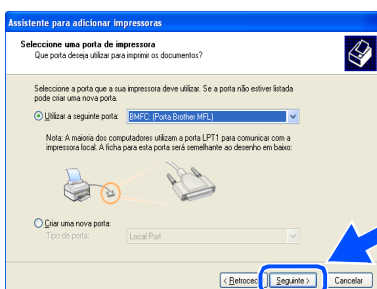 Assistente para adicionar impressoras
Seleccione uma porta de impressora
Que porta deseja utilizar para imprimir os documentos?
Seleccione a porta que a sua impressora deve utilizar. Se a porta não estiver listada
pode criar uma nova porta.
Utilizar a seguinte porta: BMFC: (Porta Brother MFL)
Nota: A maioria dos computadores utilizam a porta LPT1 para comunicar com a
impressora local. A ficha para esta porta será semelhante ao desenho em baixo:
Criar uma nova porta:
Tipo de porta: Local Port
< Retroceder Seguinte > Cancelar